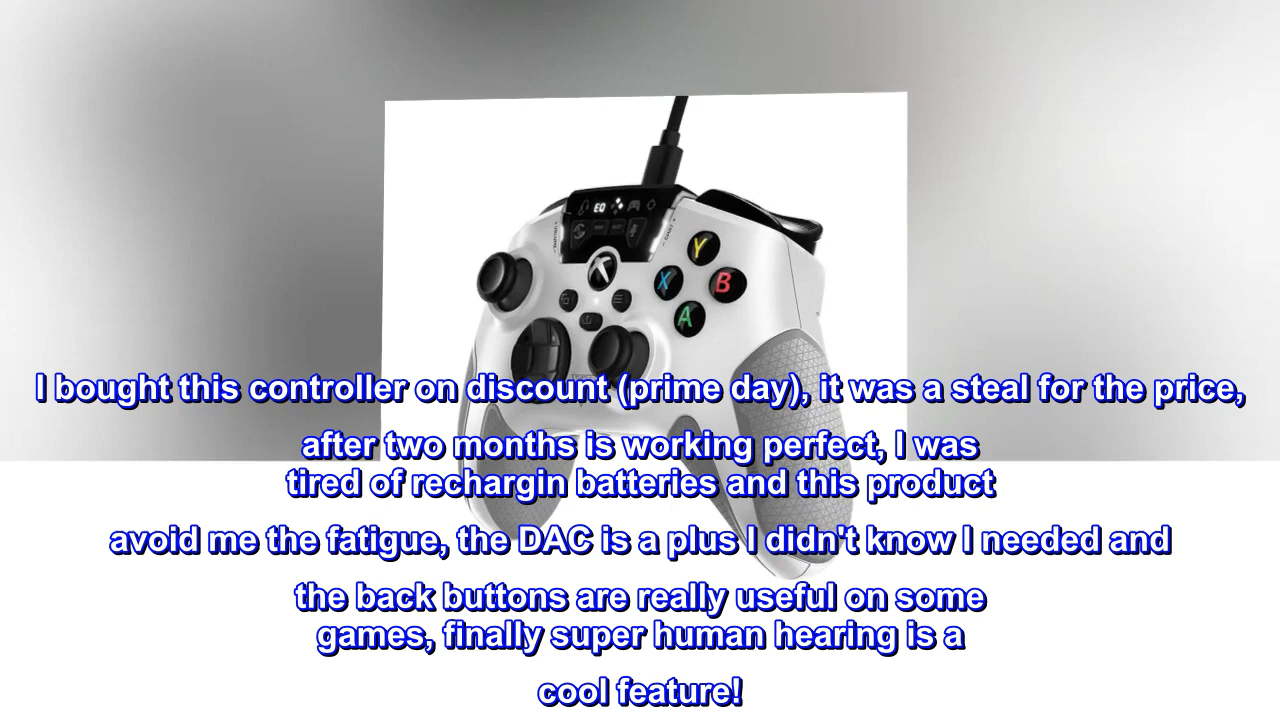 EQ
Y
X
B
A
I bought this controller on discount (prime day), it was a steal for the price,
after two months is working perfect, I was
tired of rechargin batteries and this product
avoid me the fatigue, the DAC is a plus I didn't know I needed and
the back buttons are really useful on some
games, finally super human hearing is a
cool feature!